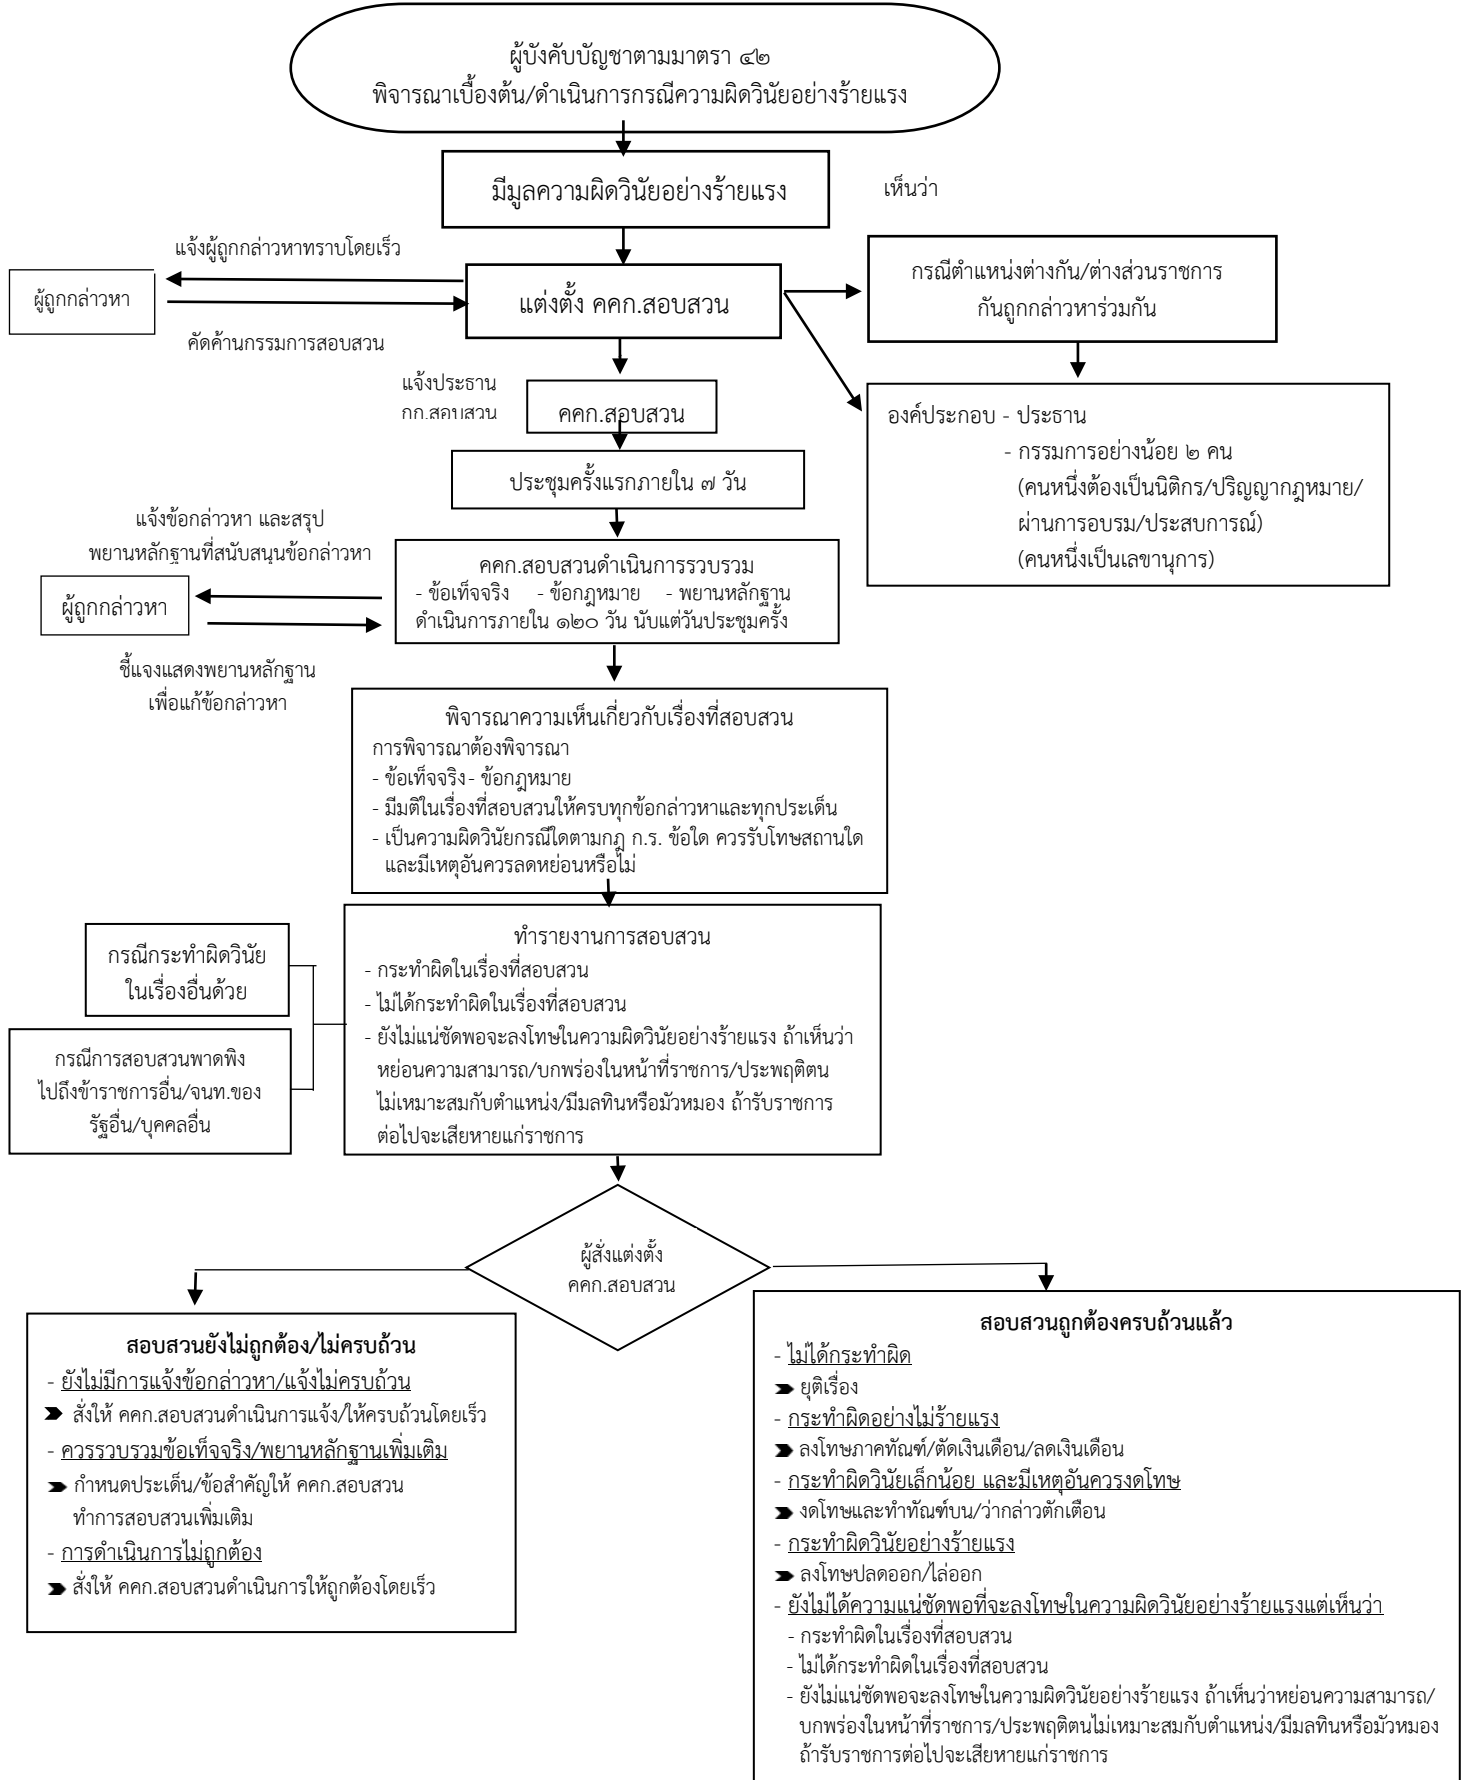 ผู้บังคับบัญชาตามมาตรา ๔๒
พิจารณาเบื้องต้น/ดำเนินการกรณีความผิดวินัยอย่างร้ายแรง
มีมูลความผิดวินัยอย่างร้ายแรง
เห็นว่า
แจ้งผู้ถูกกล่าวหาทราบโดยเร็ว
ผู้ถูกกล่าวหา
แต่งตั้ง คคก.สอบสวน
กรณีตำแหน่งต่างกัน/ต่างส่วนราชการ
กันถูกกล่าวหาร่วมกัน
คัดค้านกรรมการสอบสวน
แจ้งประธาน
กก.สอบสวน
คคก.สอบสวน
องค์ประกอบ - ประธาน
- กรรมการอย่างน้อย ๒ คน
(คนหนึ่งต้องเป็นนิติกร/ปริญญากฎหมาย/
ผ่านการอบรม/ประสบการณ์)
(คนหนึ่งเป็นเลขานุการ)
ประชุมครั้งแรกภายใน ๗ วัน
แจ้งข้อกล่าวหา และสรุป
พยานหลักฐานที่สนับสนุนข้อกล่าวหา
ผู้ถูกกล่าวหา
คคก.สอบสวนดำเนินการรวบรวม
- ข้อเท็จจริง - ข้อกฎหมาย - พยานหลักฐาน
ดำเนินการภายใน ๑๒๐ วัน นับแต่วันประชุมครั้ง
ชี้แจงแสดงพยานหลักฐาน
เพื่อแก้ข้อกล่าวหา
พิจารณาความเห็นเกี่ยวกับเรื่องที่สอบสวน
การพิจารณาต้องพิจารณา
- ข้อเท็จจริง - ข้อกฎหมาย
- มีมติในเรื่องที่สอบสวนให้ครบทุกข้อกล่าวหาและทุกประเด็น
- เป็นความผิดวินัยกรณีใดตามกฎ ก.ร. ข้อใด ควรรับโทษสถานใด
และมีเหตุอันควรลดหย่อนหรือไม่
กรณีกระทำผิดวินัย
ในเรื่องอื่นด้วย
กรณีการสอบสวนพาดพิง
ไปถึงข้าราชการอื่น/จนท.ของ
รัฐอื่น/บุคคลอื่น
ทำรายงานการสอบสวน
- กระทำผิดในเรื่องที่สอบสวน
- ไม่ได้กระทำผิดในเรื่องที่สอบสวน
- ยังไม่แน่ชัดพอจะลงโทษในความผิดวินัยอย่างร้ายแรง ถ้าเห็นว่า
หย่อนความสามารถ/บกพร่องในหน้าที่ราชการ/ประพฤติตน
ไม่เหมาะสมกับตำแหน่ง/มีมลทินหรือมัวหมอง ถ้ารับราชการ
ต่อไปจะเสียหายแก่ราชการ
ผู้สั่งแต่งตั้ง
คคก.สอบสวน
สอบสวนยังไม่ถูกต้อง/ไม่ครบถ้วน
- ยังไม่มีการแจ้งข้อกล่าวหา/แจ้งไม่ครบถ้วน
สั่งให้ คคก.สอบสวนดำเนินการแจ้ง/ให้ครบถ้วนโดยเร็ว
- ควรรวบรวมข้อเท็จจริง/พยานหลักฐานเพิ่มเติม
กำหนดประเด็น/ข้อสำคัญให้ คคก.สอบสวน
ทำการสอบสวนเพิ่มเติม
- การดำเนินการไม่ถูกต้อง
สั่งให้ คคก.สอบสวนดำเนินการให้ถูกต้องโดยเร็ว
สอบสวนถูกต้องครบถ้วนแล้ว
- ไม่ได้กระทำผิด
ยุติเรื่อง
- กระทำผิดอย่างไม่ร้ายแรง
ลงโทษภาคทัณฑ์/ตัดเงินเดือน/ลดเงินเดือน
- กระทำผิดวินัยเล็กน้อย และมีเหตุอันควรงดโทษ
งดโทษและทำทัณฑ์บน/ว่ากล่าวตักเตือน
- กระทำผิดวินัยอย่างร้ายแรง
ลงโทษปลดออก/ไล่ออก
- ยังไม่ได้ความแน่ชัดพอที่จะลงโทษในความผิดวินัยอย่างร้ายแรงแต่เห็นว่า
- กระทำผิดในเรื่องที่สอบสวน
- ไม่ได้กระทำผิดในเรื่องที่สอบสวน
- ยังไม่แน่ชัดพอจะลงโทษในความผิดวินัยอย่างร้ายแรง ถ้าเห็นว่าหย่อนความสามารถ/
บกพร่องในหน้าที่ราชการ/ประพฤติตนไม่เหมาะสมกับตำแหน่ง/มีมลทินหรือมัวหมอง
ถ้ารับราชการต่อไปจะเสียหายแก่ราชการ